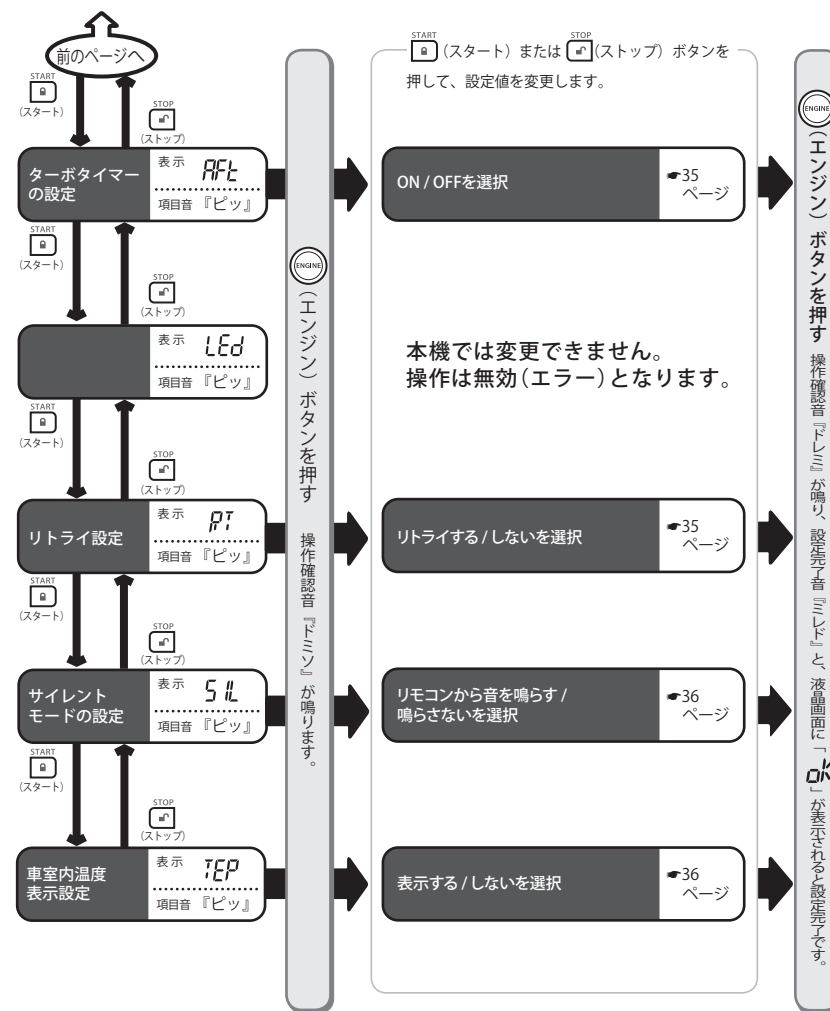 前のページへ
START
(スタート)
STOP
(ストップ)
ターボタイマー
の設定
表示 AFt
項目音 『ピッ』
START
(スタート)
STOP
(ストップ)
表示 LEd
項目音 『ピッ』
START
(スタート)
STOP
(ストップ)
リトライ設定
表示 RT
項目音 『ピッ』
START
(スタート)
STOP
(ストップ)
サイレント
モードの設定
表示 SIL
項目音 『ピッ』
START
(スタート)
STOP
(ストップ)
車室内温度
表示設定
表示 TEP
項目音 『ピッ』
ENGINE
(エンジン) ボタンを押す 操作確認音『ドミソ』が鳴ります。
START (スタート) または STOP (ストップ) ボタンを
押して、設定値を変更します。
ON / OFFを選択
☛35
ページ
本機では変更できません。
操作は無効(エラー)となります。
リトライする / しないを選択
☛35
ページ
リモコンから音を鳴らす /
鳴らさないを選択
☛36
ページ
表示する / しないを選択
☛36
ページ
ENGINE
(エンジン) ボタンを押す 操作確認音『ドレミ』が鳴り、設定完了音『ミレド』と、液晶画面に「oK」が表示されると設定完了です。